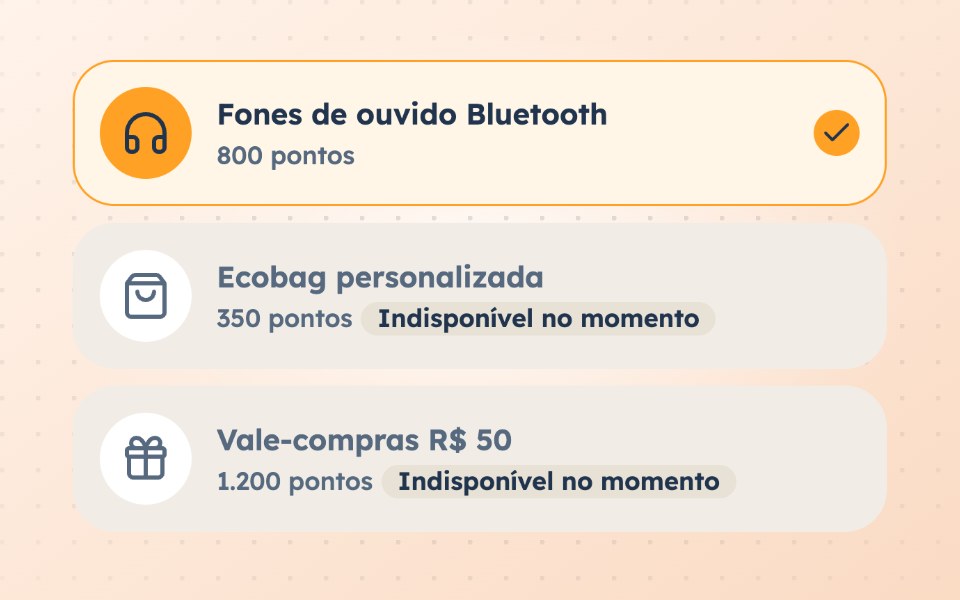 Fones de ouvido Bluetooth
800 pontos
Ecobag personalizada
350 pontos Indisponível no momento
Vale-compras R$ 50
1.200 pontos Indisponível no momento